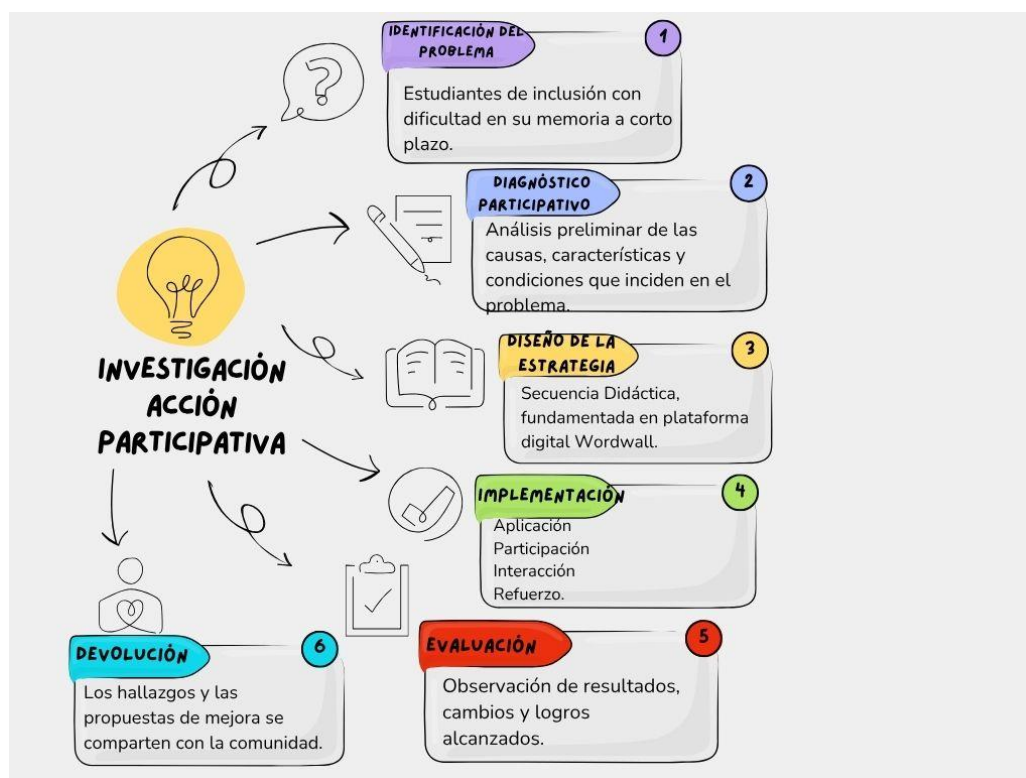 INVESTIGACIÓN
ACCIÓN
PARTICIPATIVA
IDENTIFICACIÓN DEL
PROBLEMA
1
Estudiantes de inclusión con
dificultad en su memoria a corto
plazo.
DIAGNÓSTICO
PARTICIPATIVO
2
Análisis preliminar de las
causas, características y
condiciones que inciden en el
problema.
DISEÑO DE LA
ESTRATEGIA
3
Secuencia Didáctica,
fundamentada en plataforma
digital Wordwall.
IMPLEMENTACIÓN
4
Aplicación
Participación
Interacción
Refuerzo.
EVALUACIÓN
5
Observación de resultados,
cambios y logros
alcanzados.
DEVOLUCIÓN
6
Los hallazgos y las
propuestas de mejora se
comparten con la comunidad.